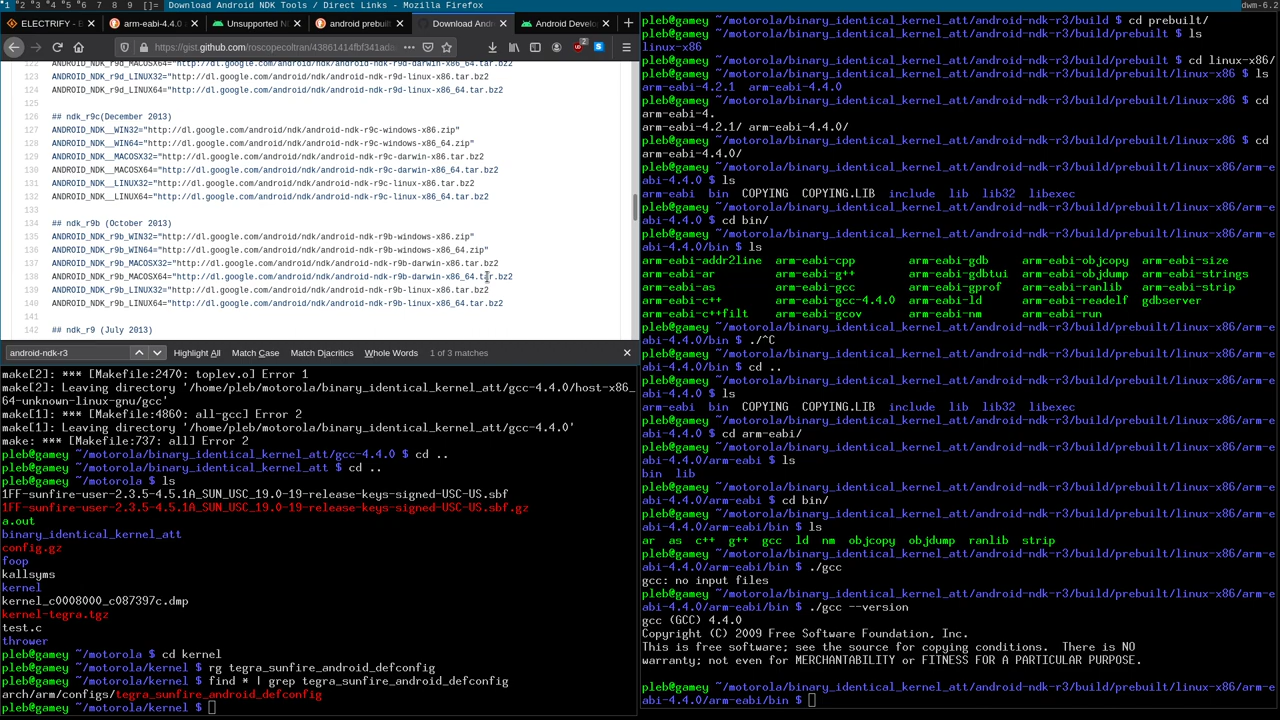 1 2 3 4 5 6 7 8 9 []= Download Android NDK Tools / Direct Links - Mozilla Firefox
dwm-6.2
ELECTRIFY - E
arm-eabi-4.4.0
Unsupported N
android prebuilt
Download And
Android Develo
https://gist.github.com/roscopecoltran/43861414fbf341ad
2
122 ANDROID_NDK_r9d_MACOSX64="http://dl.google.com/android/ndk/android-ndk-r9d-darwin-x86_64.tar.bz2
123 ANDROID_NDK_r9d_LINUX32="http://dl.google.com/android/ndk/android-ndk-r9d-linux-x86.tar.bz2
124 ANDROID_NDK_r9d_LINUX64="http://dl.google.com/android/ndk/android-ndk-r9d-linux-x86_64.tar.bz2
125
126 ## ndk_r9c(December 2013)
127 ANDROID_NDK__WIN32="http://dl.google.com/android/ndk/android-ndk-r9c-windows-x86.zip"
128 ANDROID_NDK__WIN64="http://dl.google.com/android/ndk/android-ndk-r9c-windows-x86_64.zip"
129 ANDROID_NDK__MACOSX32="http://dl.google.com/android/ndk/android-ndk-r9c-darwin-x86.tar.bz2
130 ANDROID_NDK__MACOSX64="http://dl.google.com/android/ndk/android-ndk-r9c-darwin-x86_64.tar.bz2
131 ANDROID_NDK__LINUX32="http://dl.google.com/android/ndk/android-ndk-r9c-linux-x86.tar.bz2
132 ANDROID_NDK__LINUX64="http://dl.google.com/android/ndk/android-ndk-r9c-linux-x86_64.tar.bz2
133
134 ## ndk_r9b (October 2013)
135 ANDROID_NDK_r9b_WIN32="http://dl.google.com/android/ndk/android-ndk-r9b-windows-x86.zip"
136 ANDROID_NDK_r9b_WIN64="http://dl.google.com/android/ndk/android-ndk-r9b-windows-x86_64.zip"
137 ANDROID_NDK_r9b_MACOSX32="http://dl.google.com/android/ndk/android-ndk-r9b-darwin-x86.tar.bz2
138 ANDROID_NDK_r9b_MACOSX64="http://dl.google.com/android/ndk/android-ndk-r9b-darwin-x86_64.tar.bz2
139 ANDROID_NDK_r9b_LINUX32="http://dl.google.com/android/ndk/android-ndk-r9b-linux-x86.tar.bz2
140 ANDROID_NDK_r9b_LINUX64="http://dl.google.com/android/ndk/android-ndk-r9b-linux-x86_64.tar.bz2
141
142 ## ndk_r9 (July 2013)
android-ndk-r3 Highlight All Match Case Match Diacritics Whole Words 1 of 3 matches
make[2]: *** [Makefile:2470: toplev.o] Error 1
make[2]: Leaving directory '/home/pleb/motorola/binary_identical_kernel_att/gcc-4.4.0/host-x86_
64-unknown-linux-gnu/gcc'
make[1]: *** [Makefile:4860: all-gcc] Error 2
make[1]: Leaving directory '/home/pleb/motorola/binary_identical_kernel_att/gcc-4.4.0'
make: *** [Makefile:737: all] Error 2
pleb@gamey ~/motorola/binary_identical_kernel_att/gcc-4.4.0 $ cd ..
pleb@gamey ~/motorola/binary_identical_kernel_att $ cd ..
pleb@gamey ~/motorola $ ls
1FF-sunfire-user-2.3.5-4.5.1A_SUN_USC_19.0-19-release-keys-signed-USC-US.sbf
1FF-sunfire-user-2.3.5-4.5.1A_SUN_USC_19.0-19-release-keys-signed-USC-US.sbf.gz
a.out
binary_identical_kernel_att
config.gz
foop
kallsyms
kernel
kernel_c0008000_c087397c.dmp
kernel-tegra.tgz
test.c
thrower
pleb@gamey ~/motorola $ cd kernel
pleb@gamey ~/motorola/kernel $ rg tegra_sunfire_android_defconfig
pleb@gamey ~/motorola/kernel $ find * | grep tegra_sunfire_android_defconfig
arch/arm/configs/tegra_sunfire_android_defconfig
pleb@gamey ~/motorola/kernel $
pleb@gamey ~/motorola/binary_identical_kernel_att/android-ndk-r3/build $ cd prebuilt/
pleb@gamey ~/motorola/binary_identical_kernel_att/android-ndk-r3/build/prebuilt $ ls
linux-x86
pleb@gamey ~/motorola/binary_identical_kernel_att/android-ndk-r3/build/prebuilt $ cd linux-x86/
pleb@gamey ~/motorola/binary_identical_kernel_att/android-ndk-r3/build/prebuilt/linux-x86 $ ls
arm-eabi-4.2.1 arm-eabi-4.4.0
pleb@gamey ~/motorola/binary_identical_kernel_att/android-ndk-r3/build/prebuilt/linux-x86 $ cd
arm-eabi-4.
arm-eabi-4.2.1/ arm-eabi-4.4.0/
pleb@gamey ~/motorola/binary_identical_kernel_att/android-ndk-r3/build/prebuilt/linux-x86 $ cd
arm-eabi-4.4.0/
pleb@gamey ~/motorola/binary_identical_kernel_att/android-ndk-r3/build/prebuilt/linux-x86/arm-e
abi-4.4.0 $ ls
arm-eabi bin COPYING COPYING.LIB include lib lib32 libexec
pleb@gamey ~/motorola/binary_identical_kernel_att/android-ndk-r3/build/prebuilt/linux-x86/arm-e
abi-4.4.0 $ cd bin/
pleb@gamey ~/motorola/binary_identical_kernel_att/android-ndk-r3/build/prebuilt/linux-x86/arm-e
abi-4.4.0/bin $ ls
arm-eabi-addr2line arm-eabi-cpp arm-eabi-gdb arm-eabi-objcopy arm-eabi-size
arm-eabi-ar arm-eabi-g++ arm-eabi-gdbtui arm-eabi-objdump arm-eabi-strings
arm-eabi-as arm-eabi-gcc arm-eabi-gprof arm-eabi-ranlib arm-eabi-strip
arm-eabi-c++ arm-eabi-gcc-4.4.0 arm-eabi-ld arm-eabi-readelf gdbserver
arm-eabi-c++filt arm-eabi-gcov arm-eabi-nm arm-eabi-run
pleb@gamey ~/motorola/binary_identical_kernel_att/android-ndk-r3/build/prebuilt/linux-x86/arm-e
abi-4.4.0/bin $ ./^C
pleb@gamey ~/motorola/binary_identical_kernel_att/android-ndk-r3/build/prebuilt/linux-x86/arm-e
abi-4.4.0/bin $ cd ..
pleb@gamey ~/motorola/binary_identical_kernel_att/android-ndk-r3/build/prebuilt/linux-x86/arm-e
abi-4.4.0 $ ls
arm-eabi bin COPYING COPYING.LIB include lib lib32 libexec
pleb@gamey ~/motorola/binary_identical_kernel_att/android-ndk-r3/build/prebuilt/linux-x86/arm-e
abi-4.4.0 $ cd arm-eabi/
pleb@gamey ~/motorola/binary_identical_kernel_att/android-ndk-r3/build/prebuilt/linux-x86/arm-e
abi-4.4.0/arm-eabi $ ls
bin lib
pleb@gamey ~/motorola/binary_identical_kernel_att/android-ndk-r3/build/prebuilt/linux-x86/arm-e
abi-4.4.0/arm-eabi $ cd bin/
pleb@gamey ~/motorola/binary_identical_kernel_att/android-ndk-r3/build/prebuilt/linux-x86/arm-e
abi-4.4.0/arm-eabi/bin $ ls
ar as c++ g++ gcc ld nm objcopy objdump ranlib strip
pleb@gamey ~/motorola/binary_identical_kernel_att/android-ndk-r3/build/prebuilt/linux-x86/arm-e
abi-4.4.0/arm-eabi/bin $ ./gcc
gcc: no input files
pleb@gamey ~/motorola/binary_identical_kernel_att/android-ndk-r3/build/prebuilt/linux-x86/arm-e
abi-4.4.0/arm-eabi/bin $ ./gcc --version
gcc (GCC) 4.4.0
Copyright (C) 2009 Free Software Foundation, Inc.
This is free software; see the source for copying conditions.  There is NO
warranty; not even for MERCHANTABILITY or FITNESS FOR A PARTICULAR PURPOSE.
pleb@gamey ~/motorola/binary_identical_kernel_att/android-ndk-r3/build/prebuilt/linux-x86/arm-e
abi-4.4.0/arm-eabi/bin $